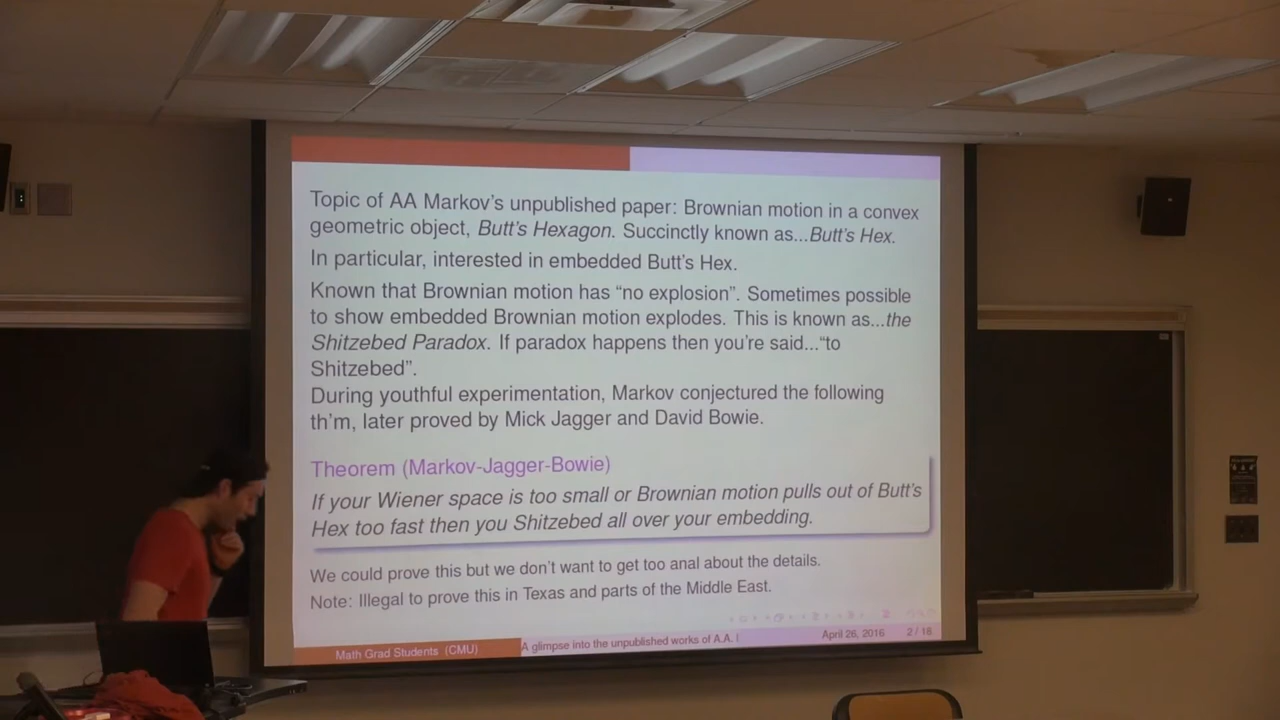 Topic of AA Markov's unpublished paper: Brownian motion in a convex
geometric object, Butt's Hexagon. Succinctly known as...Butt's Hex.
In particular, interested in embedded Butt's Hex.
Known that Brownian motion has “no explosion”. Sometimes possible
to show embedded Brownian motion explodes. This is known as...the
Shitzebed Paradox. If paradox happens then you're said...“to
Shitzebed”.
During youthful experimentation, Markov conjectured the following
th'm, later proved by Mick Jagger and David Bowie.
Theorem (Markov-Jagger-Bowie)
If your Wiener space is too small or Brownian motion pulls out of Butt's
Hex too fast then you Shitzebed all over your embedding.
We could prove this but we don't want to get too anal about the details.
Note: Illegal to prove this in Texas and parts of the Middle East.
Math Grad Students (CMU) A glimpse into the unpublished works of A.A. April 26, 2016 2 / 18